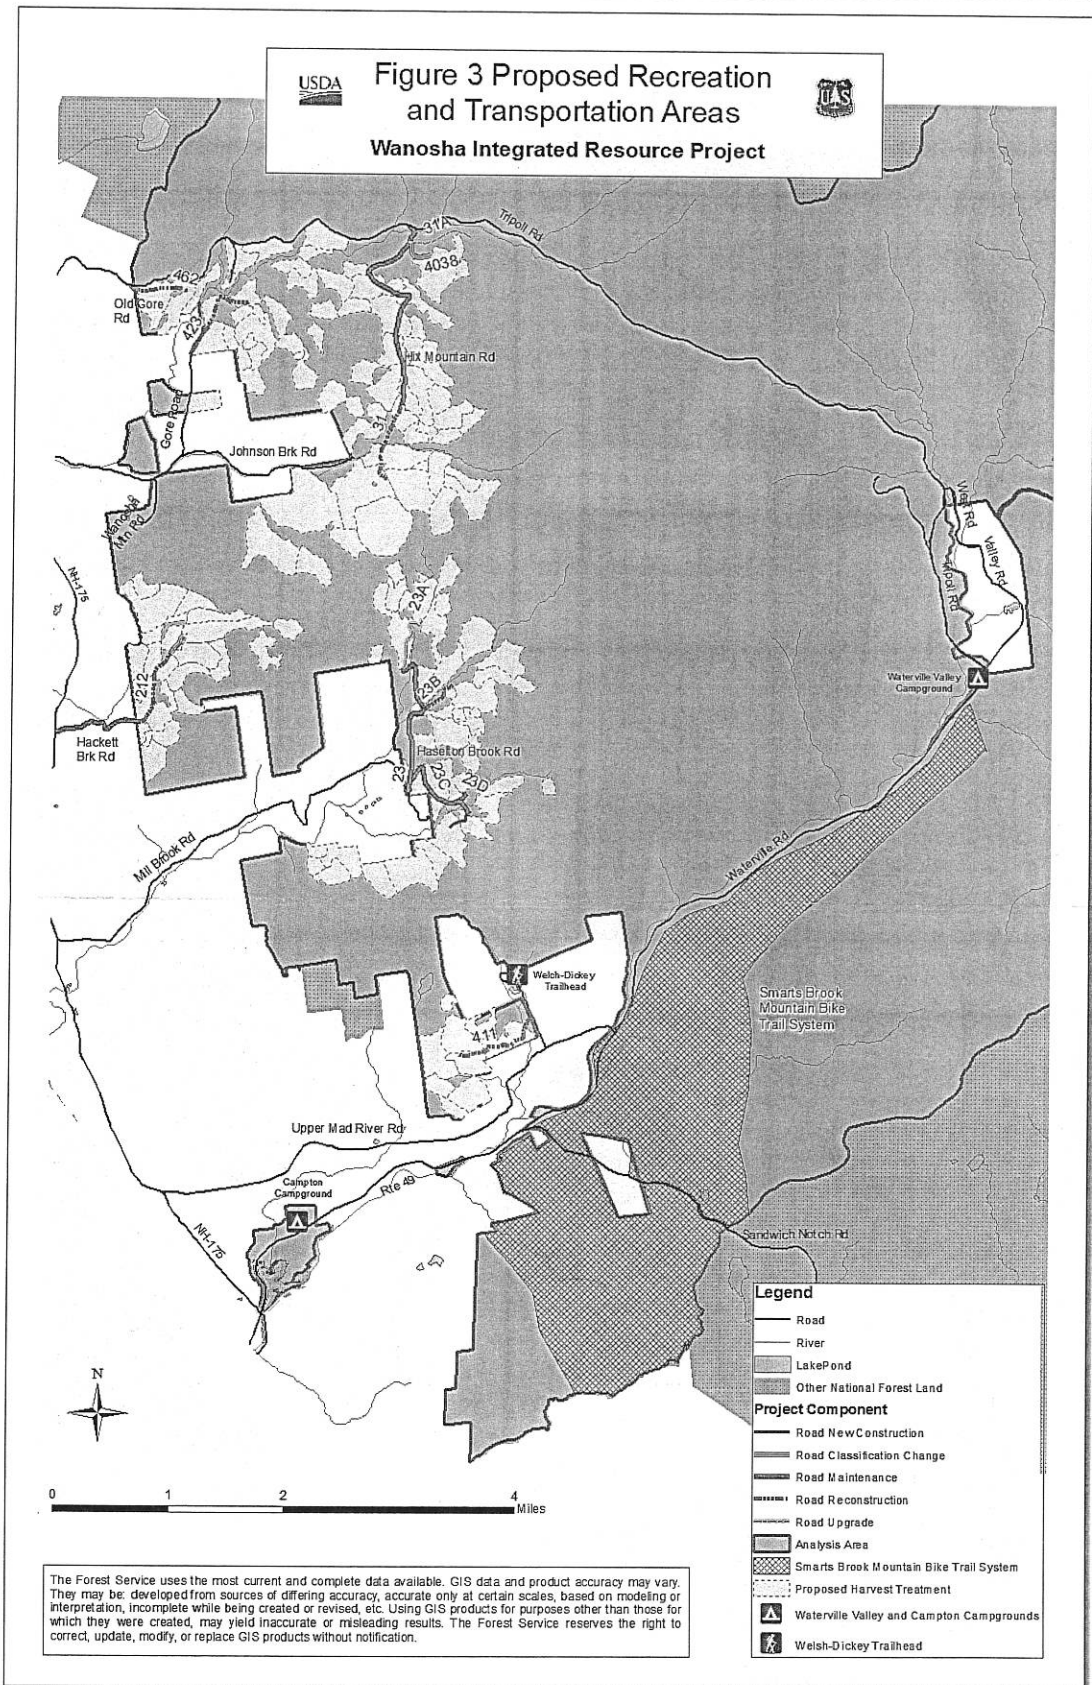 USDA
Figure 3 Proposed Recreation
and Transportation Areas
Wanosha Integrated Resource Project
UAS
31A
Tripoli Rd
4038
462
Old Gore
Rd
423
Hix Mountain Rd
Gore Road
31
Johnson Brk Rd
Wanosha
Mtn Rd
West Rd
Valley Rd
Tripoli Rd
NH-175
23A
212
23B
Waterville Valley
Campground
Hackett
Brk Rd
Haselton Brook Rd
23
23C
23D
Mill Brook Rd
Waterville Rd
Welch-Dickey
Trailhead
Smarts Brook
Mountain Bike
Trail System
411
Upper Mad River Rd
Campton
Campground
Rte 49
NH-175
Sandwich Notch Rd
Legend
Road
River
LakePond
Other National Forest Land
Project Component
Road New Construction
Road Classification Change
Road Maintenance
Road Reconstruction
Road Upgrade
Analysis Area
Smarts Brook Mountain Bike Trail System
Proposed Harvest Treatment
Waterville Valley and Campton Campgrounds
Welsh-Dickey Trailhead
N
0 1 2 4
Miles
The Forest Service uses the most current and complete data available. GIS data and product accuracy may vary.
They may be: developed from sources of differing accuracy, accurate only at certain scales, based on modeling or
interpretation, incomplete while being created or revised, etc. Using GIS products for purposes other than those for
which they were created, may yield inaccurate or misleading results. The Forest Service reserves the right to
correct, update, modify, or replace GIS products without notification.